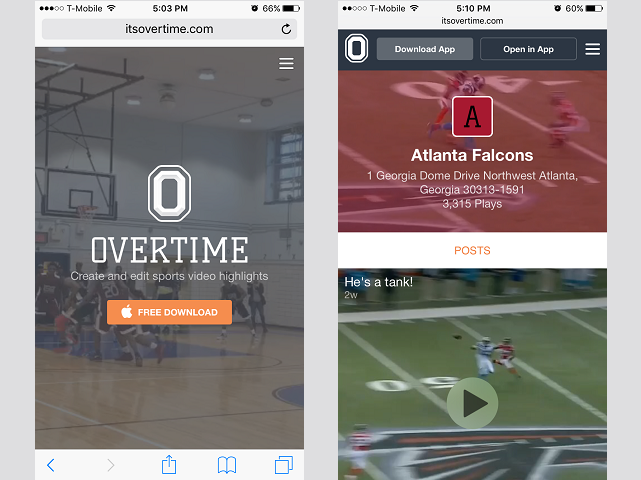 ●●●○○ T-Mobile 5:03 PM 66%
itsovertime.com
O
OVERTIME
Create and edit sports video highlights
FREE DOWNLOAD
●●●○○ T-Mobile 5:10 PM 60%
itsovertime.com
O Download App Open in App
A
Atlanta Falcons
1 Georgia Dome Drive Northwest Atlanta,
Georgia 30313-1591
3,315 Plays
POSTS
He's a tank!
2w